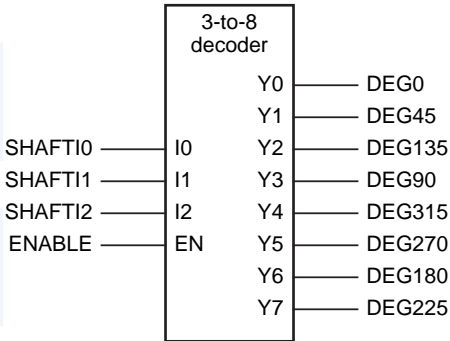 3-to-8
decoder
Y0 DEG0
Y1 DEG45
SHAFTI0 I0 Y2 DEG135
SHAFTI1 I1 Y3 DEG90
SHAFTI2 I2 Y4 DEG315
ENABLE EN Y5 DEG270
Y6 DEG180
Y7 DEG225